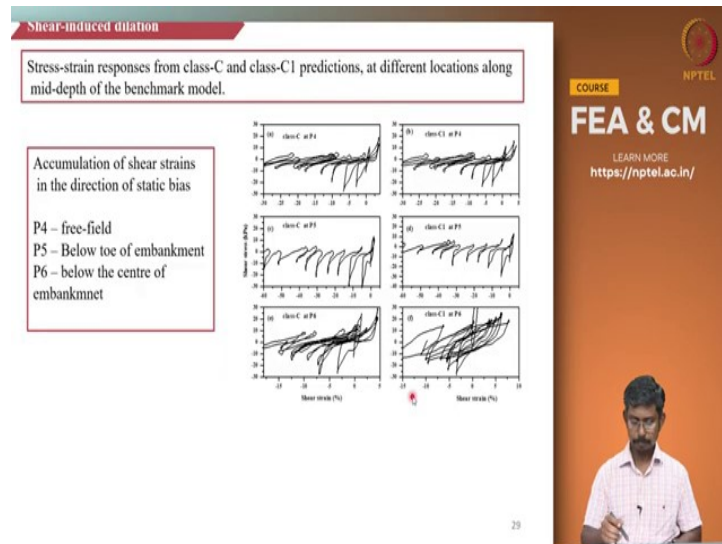 Shear-induced dilation
Stress-strain responses from class-C and class-C1 predictions, at different locations along
mid-depth of the benchmark model.
Accumulation of shear strains
in the direction of static bias
P4 – free-field
P5 – Below toe of embankment
P6 – below the centre of
embankmnet
(a) class-C at P4
(b) class-C1 at P4
(c) class-C at P5
(d) class-C1 at P5
(e) class-C at P6
(f) class-C1 at P6
Shear stress (kPa)
Shear strain (%)
Shear strain (%)
29
NPTEL
COURSE
FEA & CM
LEARN MORE
https://nptel.ac.in/